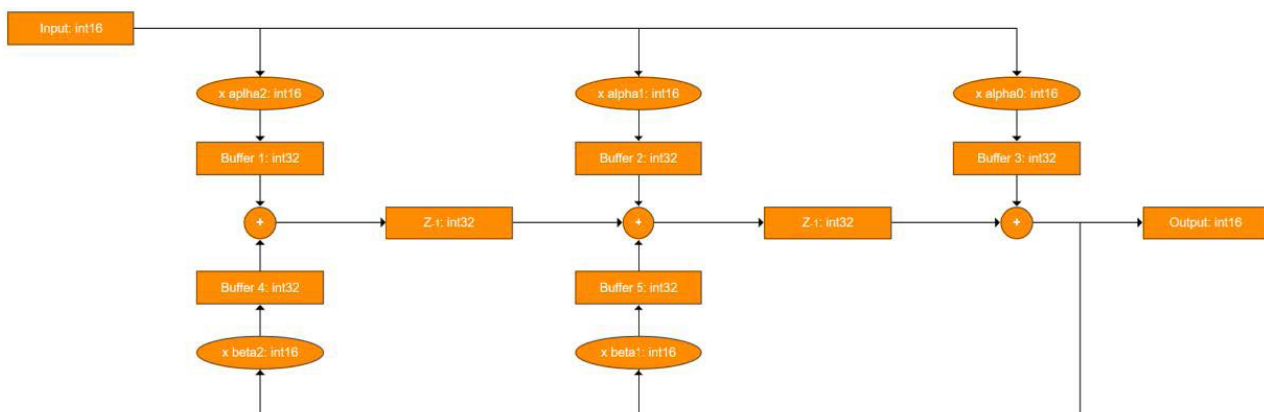 Input: int16
x aplha2: int16
x alpha1: int16
x alpha0: int16
Buffer 1: int32
Buffer 2: int32
Buffer 3: int32
+
Z-1: int32
+
Z-1: int32
+
Output: int16
Buffer 4: int32
Buffer 5: int32
x beta2: int16
x beta1: int16